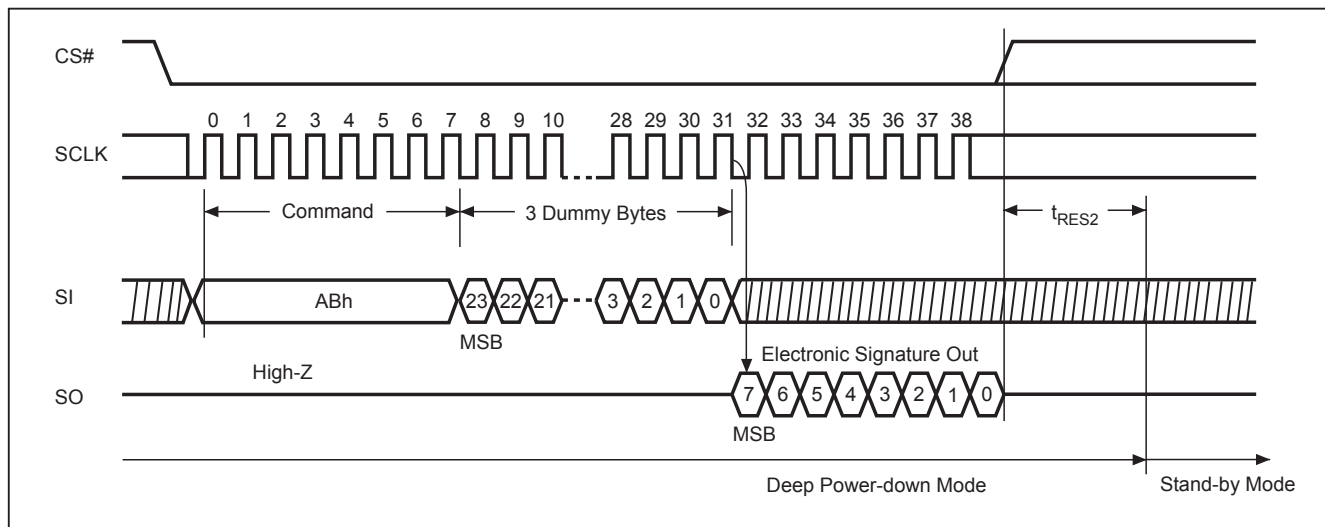 CS#
0 1 2 3 4 5 6 7 8 9 10 28 29 30 31 32 33 34 35 36 37 38
SCLK
Command
3 Dummy Bytes
tRES2
SI
ABh
23 22 21 3 2 1 0
MSB
Electronic Signature Out
High-Z
SO
7 6 5 4 3 2 1 0
MSB
Deep Power-down Mode
Stand-by Mode